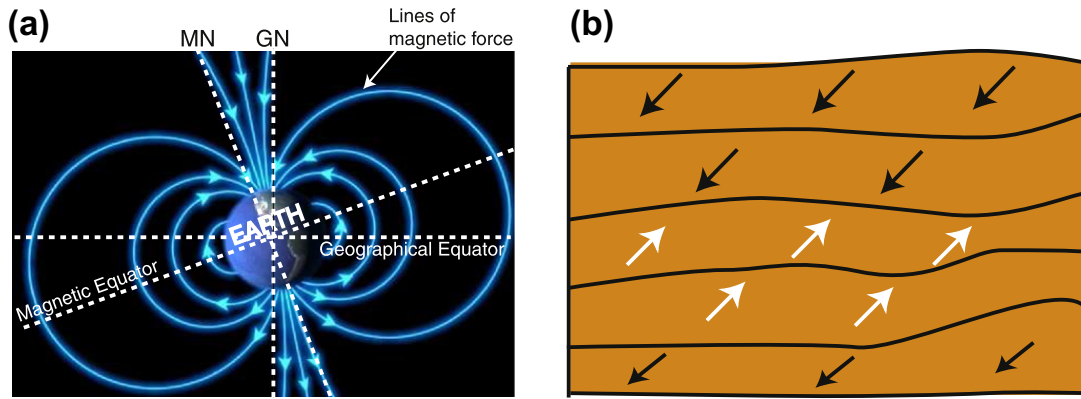 (a)
MN
GN
Lines of
magnetic force
EARTH
Geographical Equator
Magnetic Equator
(b)